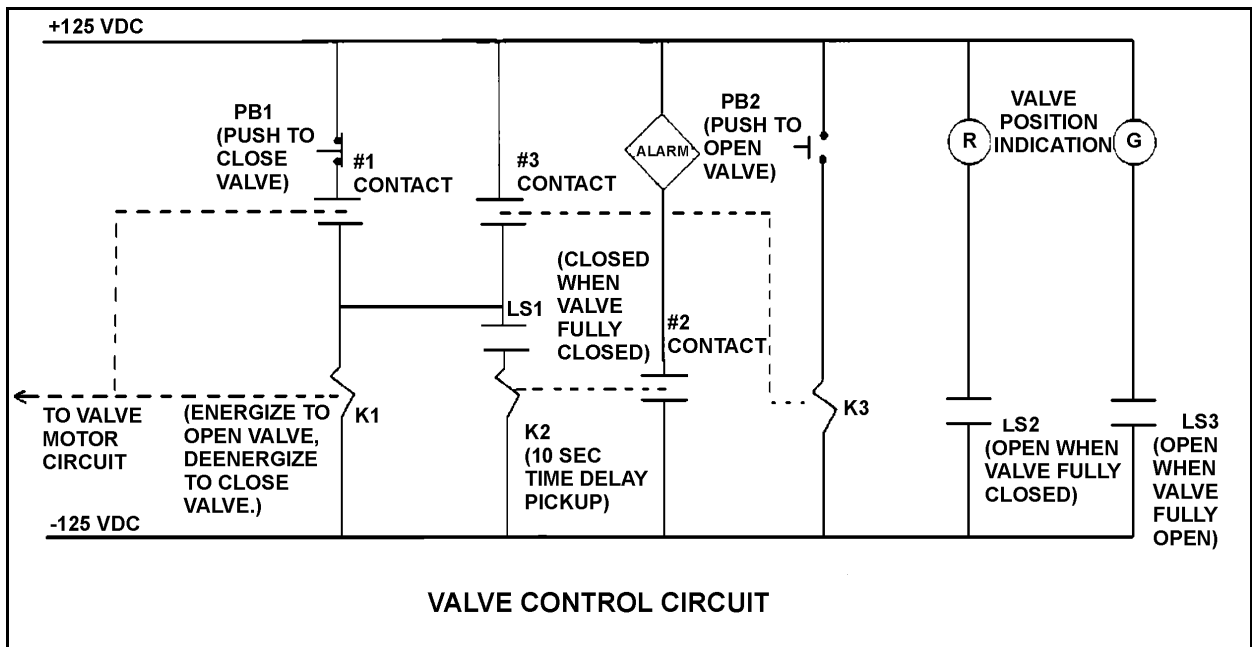 +125 VDC
PB1
(PUSH TO
CLOSE
VALVE)
#1
CONTACT
#3
CONTACT
ALARM
PB2
(PUSH TO
OPEN
VALVE)
R
VALVE
POSITION
INDICATION
G
(CLOSED
WHEN
VALVE
FULLY
CLOSED)
LS1
#2
CONTACT
TO VALVE
MOTOR
CIRCUIT
(ENERGIZE TO
OPEN VALVE,
DEENERGIZE
TO CLOSE
VALVE.)
K1
K2
(10 SEC
TIME DELAY
PICKUP)
K3
LS2
(OPEN WHEN
VALVE FULLY
CLOSED)
LS3
(OPEN
WHEN
VALVE
FULLY
OPEN)
-125 VDC
VALVE CONTROL CIRCUIT